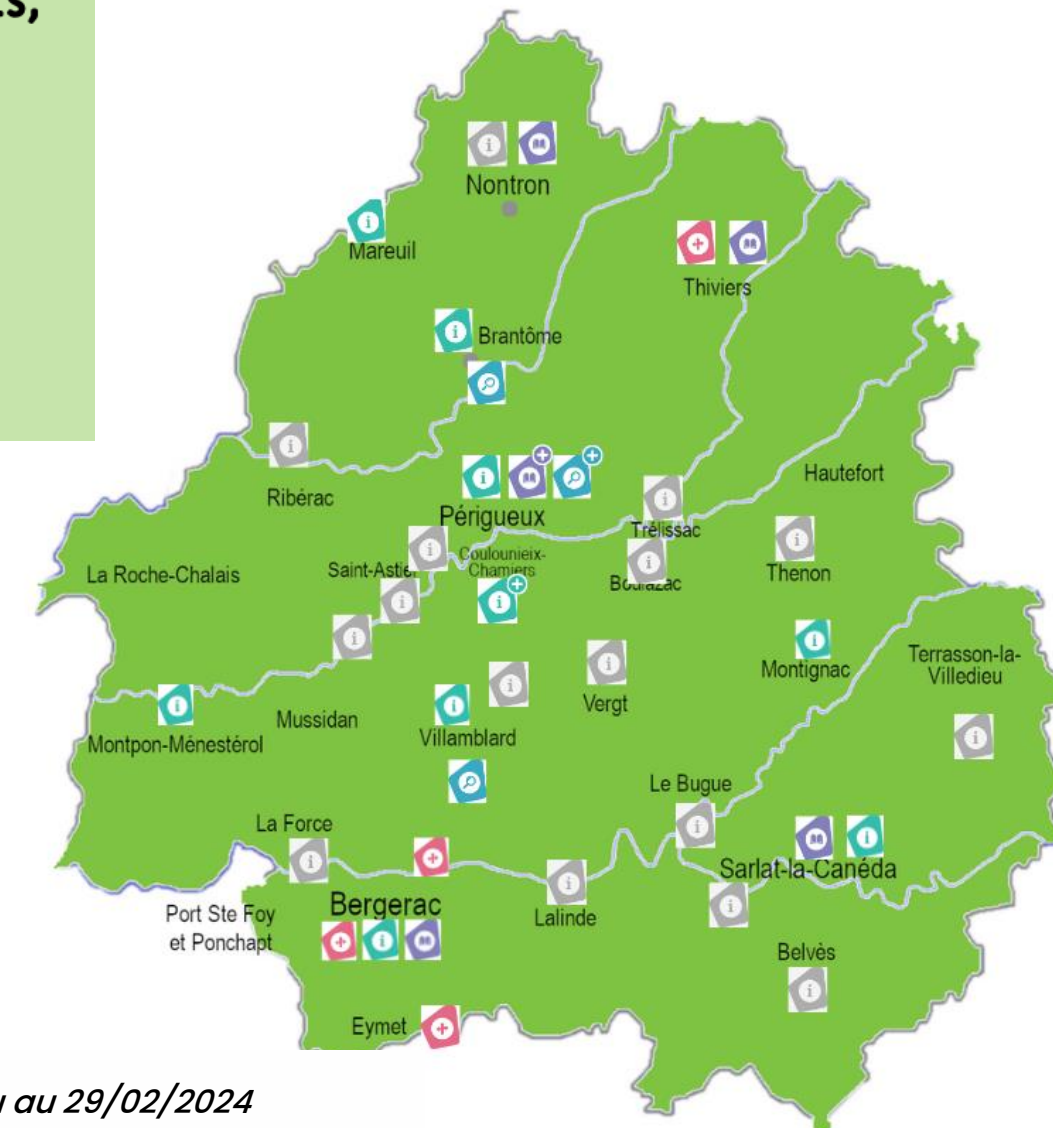 Nontron
Mareuil
Thiviers
Brantôme
Hautefort
Ribérac
Périgueux
Trélissac
Coulounieix-
Chamiers
Saint-Astier
La Roche-Chalais
Boulazac
Thenon
Montignac
Terrasson-la-
Villedieu
Vergt
Mussidan
Villamblard
Montpon-Ménestérol
Le Bugue
La Force
Sarlat-la-Canéda
Bergerac
Port Ste Foy
et Ponchapt
Lalinde
Belvès
Eymet
au 29/02/2024